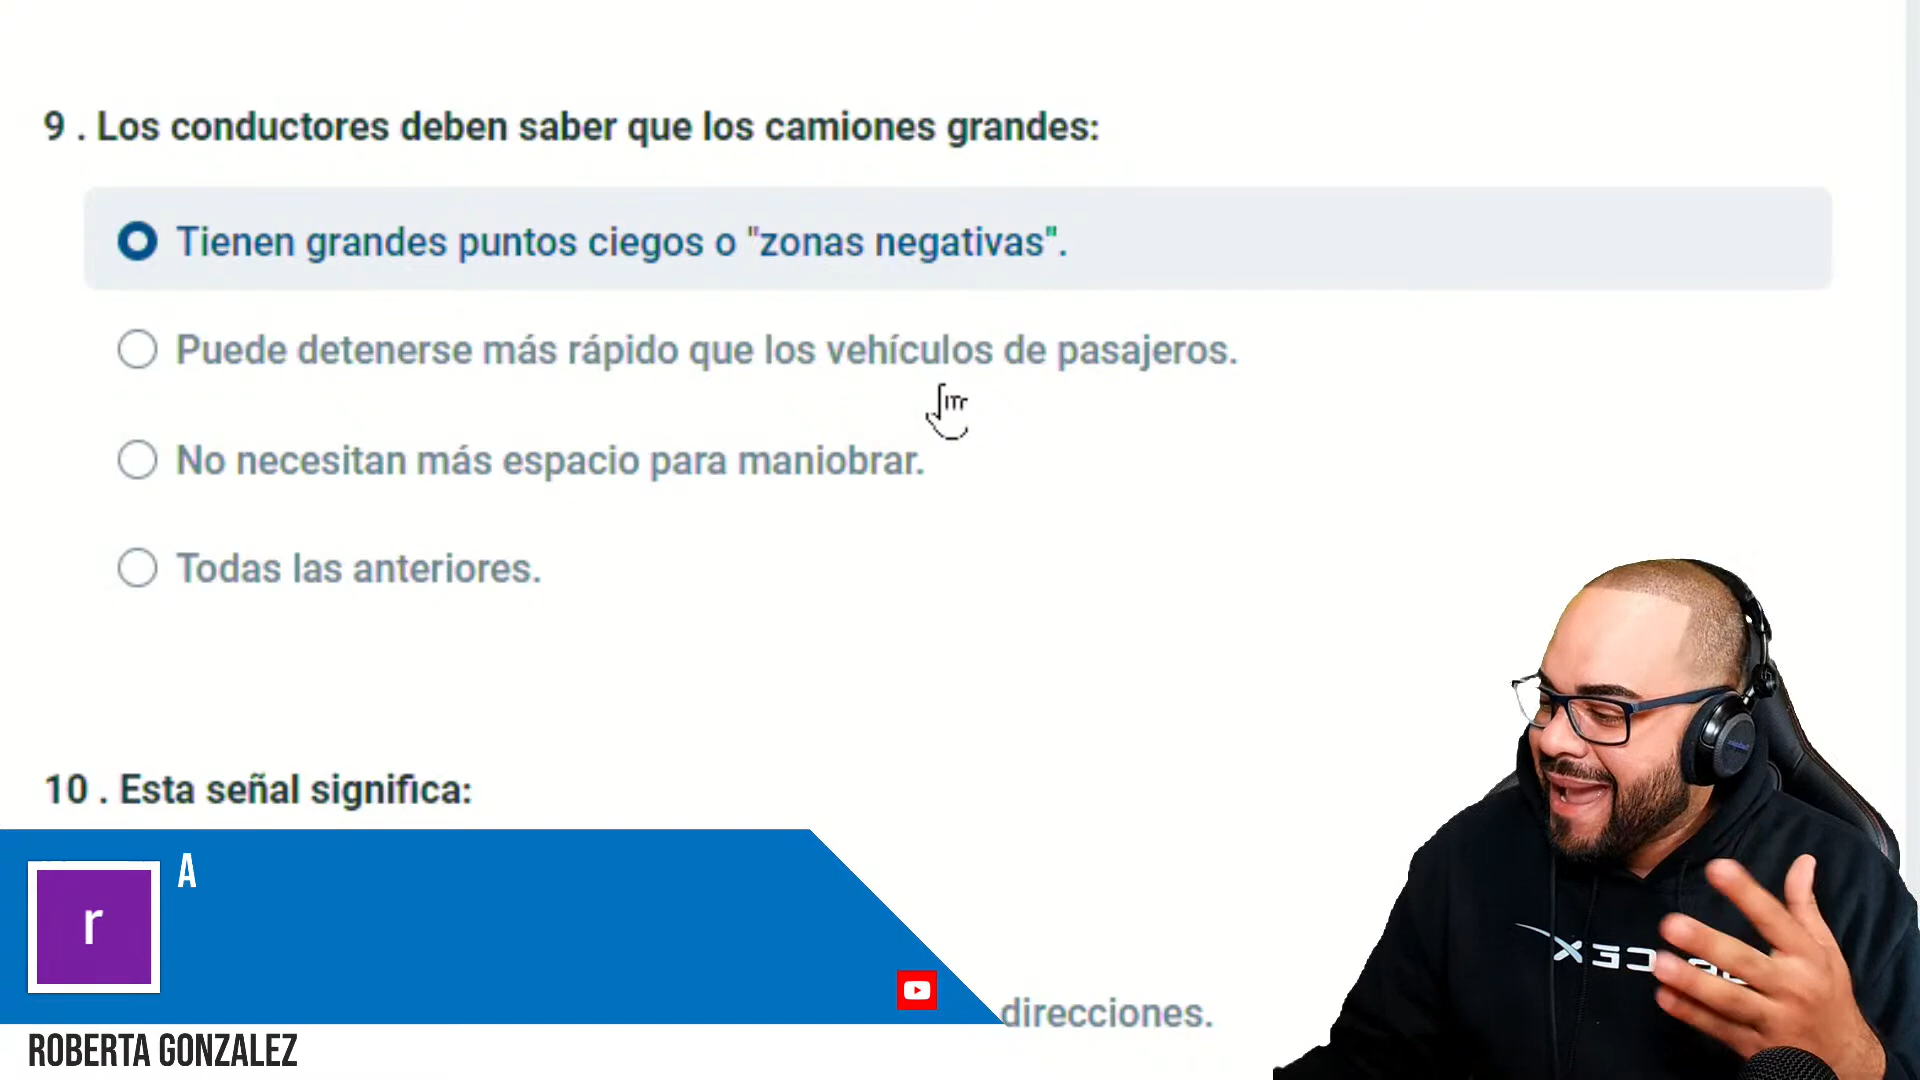 9 . Los conductores deben saber que los camiones grandes:
Tienen grandes puntos ciegos o "zonas negativas".
Puede detenerse más rápido que los vehículos de pasajeros.
No necesitan más espacio para maniobrar.
Todas las anteriores.
10 . Esta señal significa:
A
r
direcciones.
ROBERTA GONZALEZ